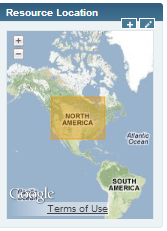 Resource Location
NORTH
AMERICA
Atlantic
Ocean
SOUTH
AMERICA
Google
Terms of Use